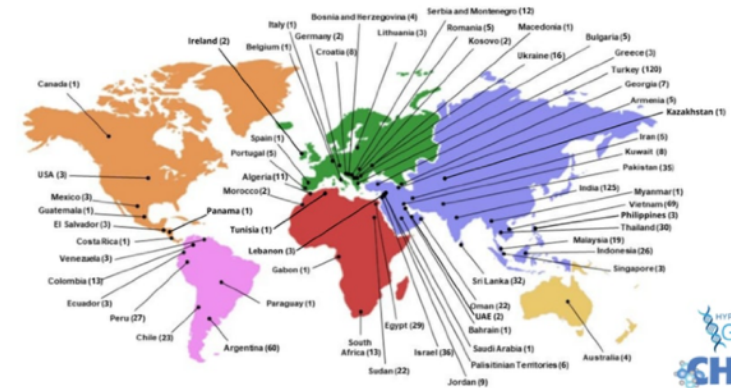 Serbia and Montenegro (12)
Bosnia and Herzegovina (4)
Macedonia (1)
Italy (1)
Lithuania (3)
Romania (5)
Bulgaria (5)
Germany (2)
Kosovo (2)
Ireland (2)
Croatia (8)
Ukraine (16)
Greece (3)
Belgium (1)
Turkey (120)
Georgia (7)
Canada (1)
Armenia (5)
Kazakhstan (1)
Spain (1)
Iran (5)
Portugal (5)
Kuwait (8)
USA (3)
Algeria (11)
Pakistan (35)
Morocco (2)
India (125)
Mexico (3)
Myanmar (1)
Guatemala (1)
Panama (1)
Vietnam (69)
El Salvador (3)
Tunisia (1)
Philippines (3)
Costa Rica (1)
Thailand (30)
Lebanon (3)
Malaysia (19)
Venezuela (3)
Gabon (1)
Indonesia (26)
Colombia (13)
Singapore (3)
Sri Lanka (32)
Ecuador (3)
Paraguay (1)
Oman (22)
Peru (27)
UAE (2)
Egypt (29)
Bahrain (1)
Chile (23)
South
Africa (13)
Argentina (60)
Israel (36)
Saudi Arabia (1)
Australia (4)
Sudan (22)
Palisitinian Territories (6)
Jordan (9)
HYP
CH